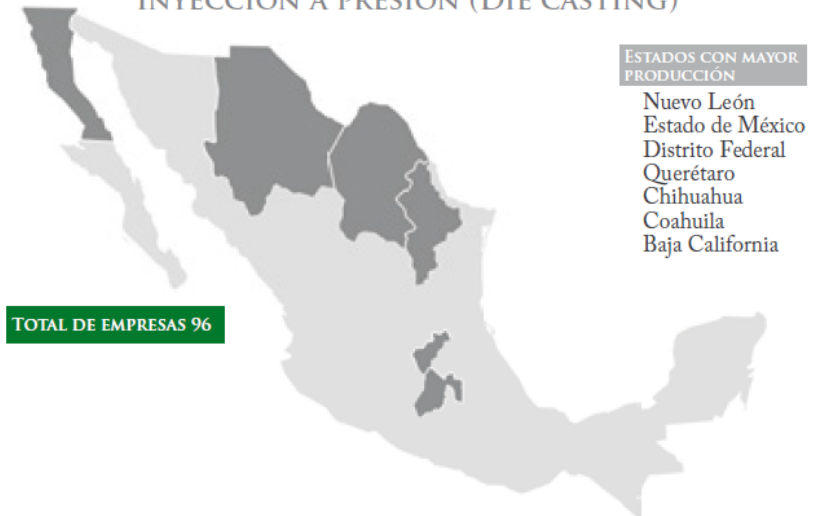 INYECCIÓN A PRESIÓN (DIE CASTING)
ESTADOS CON MAYOR
PRODUCCIÓN
Nuevo León
Estado de México
Distrito Federal
Querétaro
Chihuahua
Coahuila
Baja California
TOTAL DE EMPRESAS 96